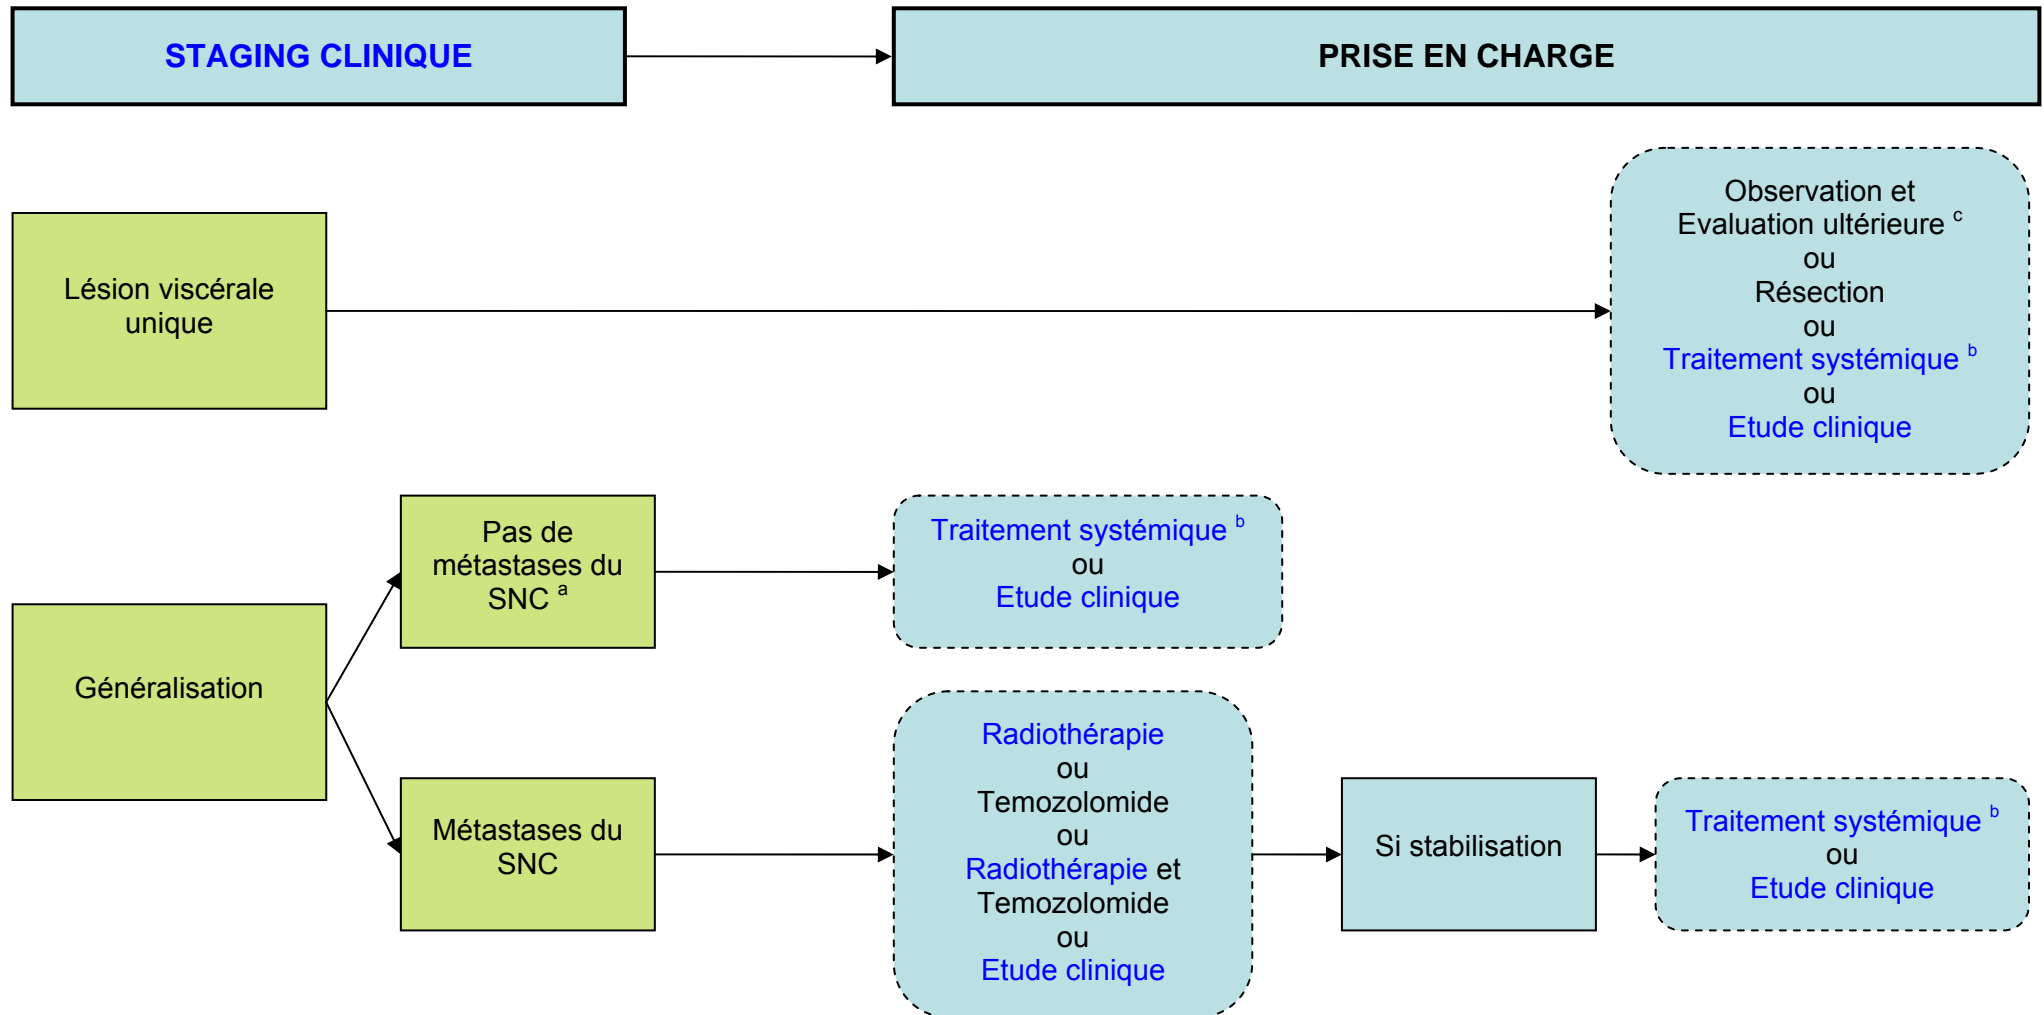 STAGING CLINIQUE
PRISE EN CHARGE
Lésion viscérale
unique
Observation et
Evaluation ultérieure c
ou
Résection
ou
Traitement systémique b
ou
Etude clinique
Généralisation
Pas de
métastases du
SNC a
Traitement systémique b
ou
Etude clinique
Métastases du
SNC
Radiothérapie
ou
Temozolomide
ou
Radiothérapie et
Temozolomide
ou
Etude clinique
Si stabilisation
Traitement systémique b
ou
Etude clinique